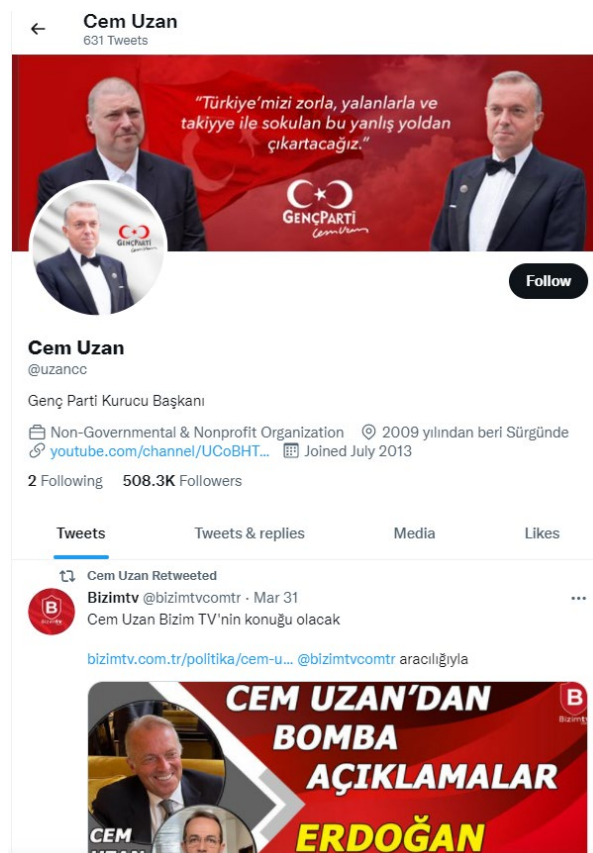 Cem Uzan
631 Tweets
"Türkiye'mizi zorla, yalanlarla ve
takiyye ile sokulan bu yanlış yoldan
çıkartacağız."
GENÇPARTİ
Cem Uzan
GENÇPARTİ
Follow
Cem Uzan
@uzancc
Genç Parti Kurucu Başkanı
Non-Governmental & Nonprofit Organization 2009 yılından beri Sürgünde
youtube.com/channel/UCoBHT... Joined July 2013
2 Following 508.3K Followers
Tweets Tweets & replies Media Likes
Cem Uzan Retweeted
Bizimtv @bizimtvcomtr · Mar 31
Cem Uzan Bizim TV'nin konuğu olacak
bizimtv.com.tr/politika/cem-u... @bizimtvcomtr aracılığıyla
CEM UZAN'DAN
BOMBA
AÇIKLAMALAR
ERDOĞAN
CEM
B
Bizimtv
B